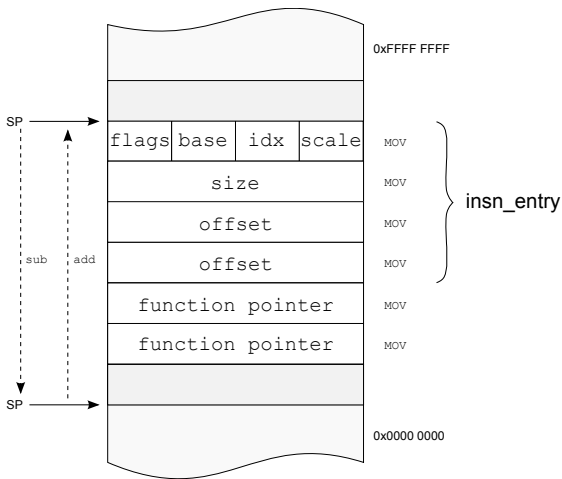 0xFFFF FFFF
SP
flags base idx scale MOV
size MOV
insn_entry
offset MOV
sub add offset MOV
function pointer MOV
function pointer MOV
SP
0x0000 0000